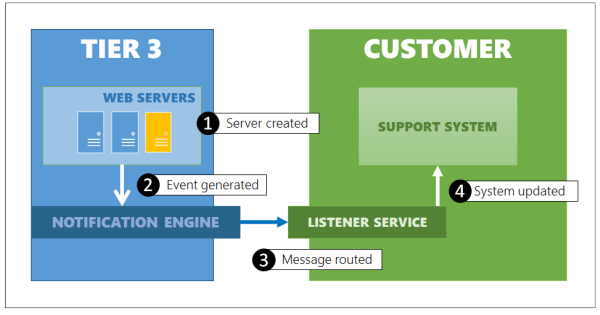 TIER 3
CUSTOMER
WEB SERVERS
1 Server created
SUPPORT SYSTEM
2 Event generated
4 System updated
NOTIFICATION ENGINE
LISTENER SERVICE
3 Message routed